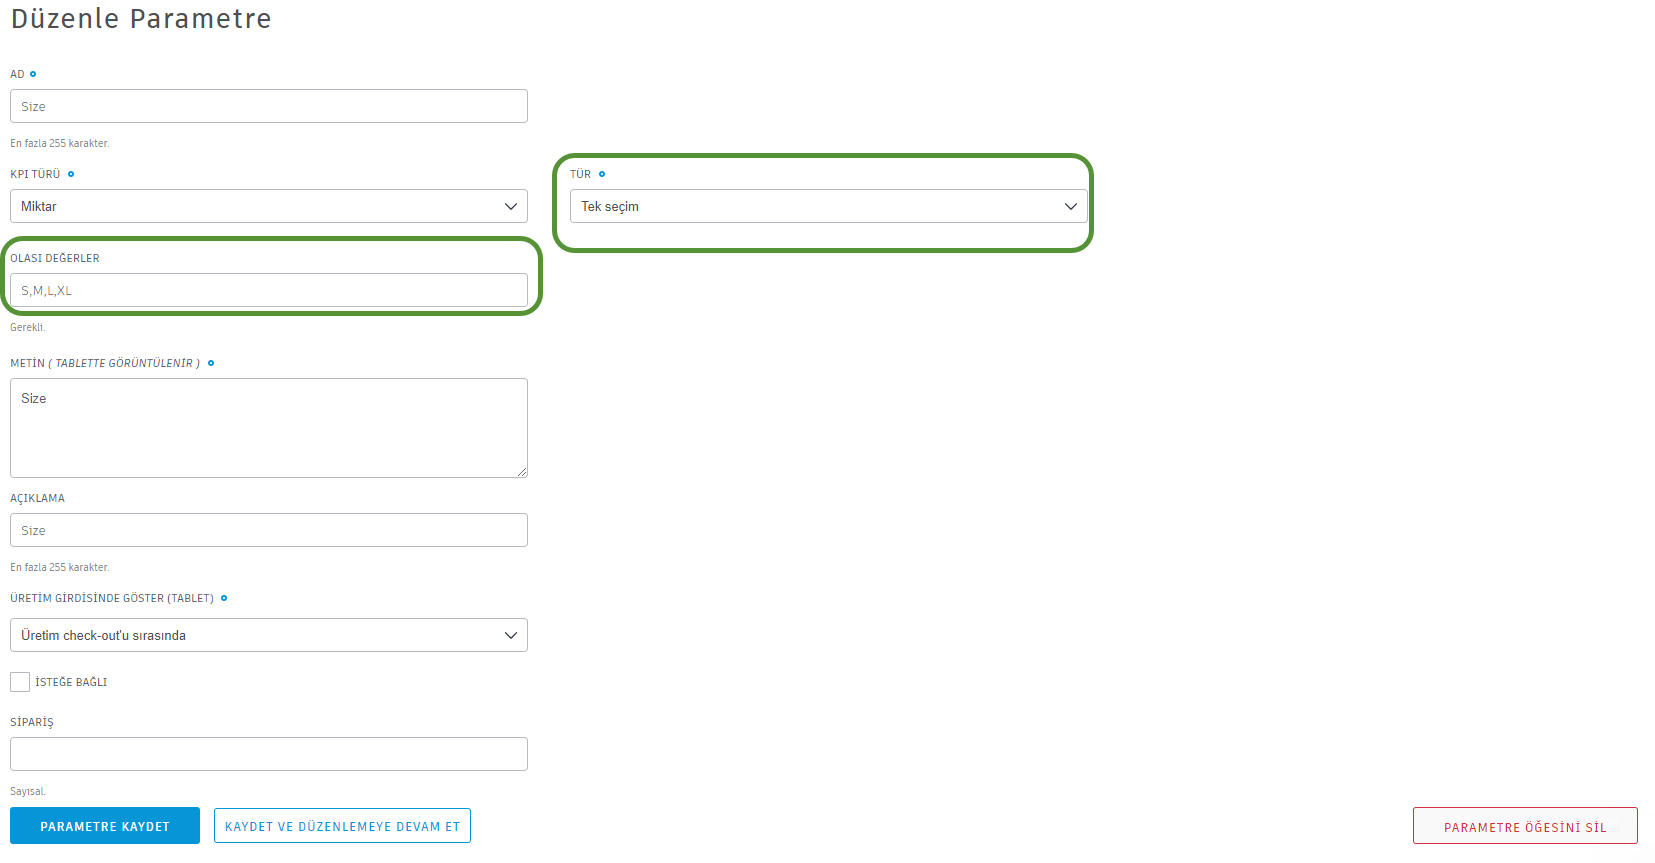 Düzenle Parametre
AD
Size
En fazla 255 karakter.
KPI TÜRÜ
Miktar
TÜR
Tek seçim
OLASI DEĞERLER
S,M,L,XL
Gerekli.
METİN ( TABLETTE GÖRÜNTÜLENİR )
Size
AÇIKLAMA
Size
En fazla 255 karakter.
ÜRETİM GİRDİSİNDE GÖSTER (TABLET)
Üretim check-out'u sırasında
İSTEĞE BAĞLI
SİPARİŞ
Sayısal.
PARAMETRE KAYDET
KAYDET VE DÜZENLEMEYE DEVAM ET
PARAMETRE ÖĞESİNİ SİL